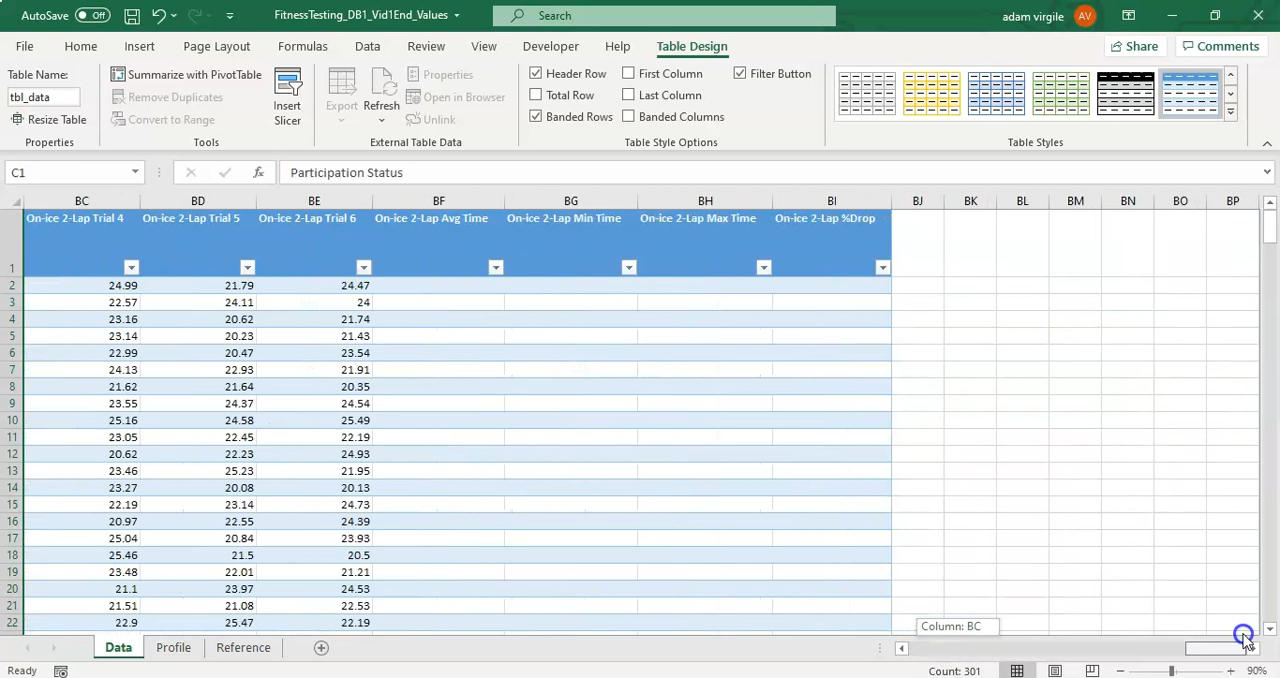 AutoSave Off FitnessTesting_DB1_Vid1End_Values Search adam virgile AV
File Home Insert Page Layout Formulas Data Review View Developer Help Table Design Share Comments
Table Name:
tbl_data
Resize Table
Properties
Summarize with PivotTable
Remove Duplicates
Convert to Range
Insert
Slicer
Tools
Export
Refresh
Properties
Open in Browser
Unlink
External Table Data
Header Row First Column Filter Button
Total Row Last Column
Banded Rows Banded Columns
Table Style Options
Table Styles
C1 fx Participation Status
BC BD BE BF BG BH BI BJ BK BL BM BN BO BP
1 On-ice 2-Lap Trial 4 On-ice 2-Lap Trial 5 On-ice 2-Lap Trial 6 On-ice 2-Lap Avg Time On-ice 2-Lap Min Time On-ice 2-Lap Max Time On-ice 2-Lap %Drop
2 24.99 21.79 24.47
3 22.57 24.11 24
4 23.16 20.62 21.74
5 23.14 20.23 21.43
6 22.99 20.47 23.54
7 24.13 22.93 21.91
8 21.62 21.64 20.35
9 23.55 24.37 24.54
10 25.16 24.58 25.49
11 23.05 22.45 22.19
12 20.62 22.23 24.93
13 23.46 25.23 21.95
14 23.27 20.08 20.13
15 22.19 23.14 24.73
16 20.97 22.55 24.39
17 25.04 20.84 23.93
18 25.46 21.5 20.5
19 23.48 22.01 21.21
20 21.1 23.97 24.53
21 21.51 21.08 22.53
22 22.9 25.47 22.19
Column: BC
Data Profile Reference
Ready Count: 301 90%